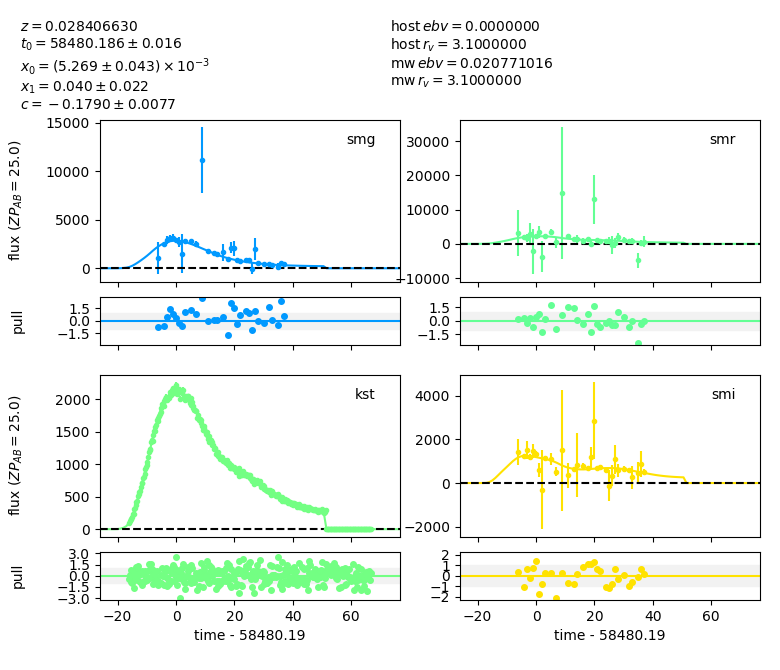 z = 0.028406630
t0 = 58480.186 ± 0.016
x0 = (5.269 ± 0.043) × 10^−3
x1 = 0.040 ± 0.022
c = −0.1790 ± 0.0077
host ebv = 0.0000000
host rv = 3.1000000
mw ebv = 0.020771016
mw rv = 3.1000000
flux (ZPAB = 25.0)
15000
10000
5000
0
smg
30000
20000
10000
0
−10000
smr
pull
1.5
0.0
−1.5
1.5
0.0
−1.5
flux (ZPAB = 25.0)
2000
1500
1000
500
0
kst
4000
2000
0
−2000
smi
pull
3.0
1.5
0.0
−1.5
−3.0
2
1
0
−1
−2
−20 0 20 40 60
−20 0 20 40 60
time - 58480.19
time - 58480.19